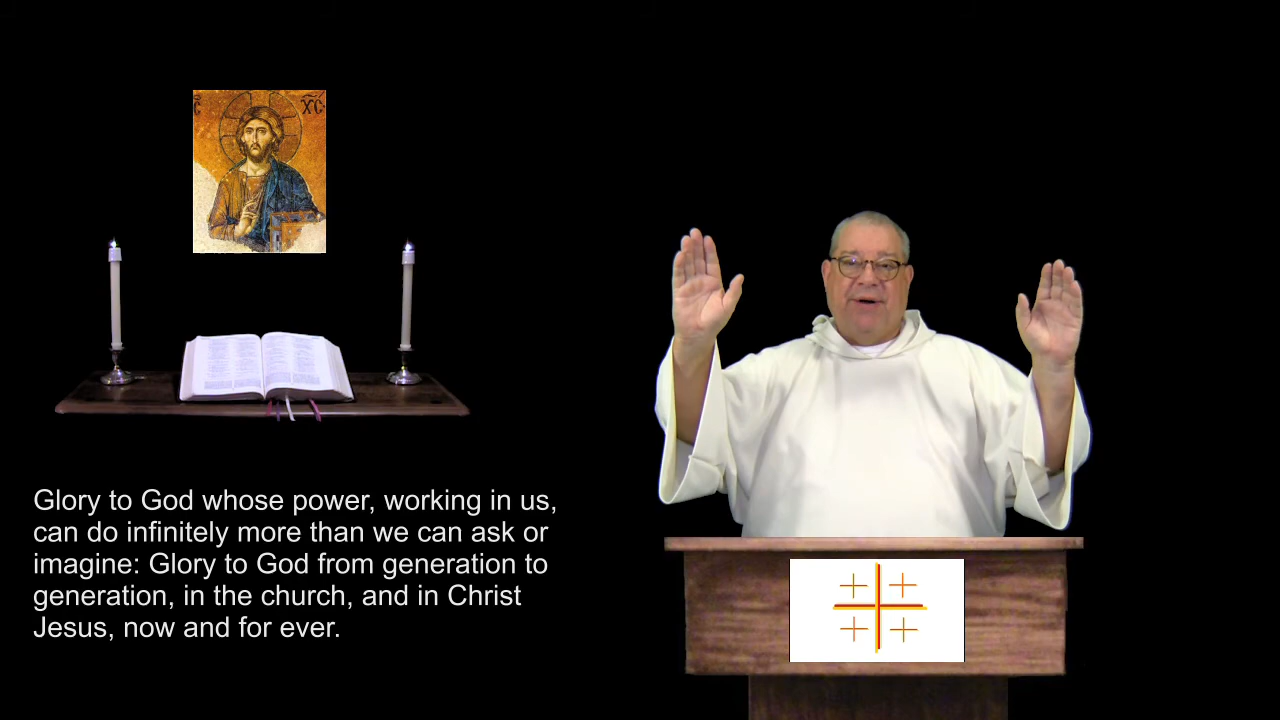 C XC
Glory to God whose power, working in us,
can do infinitely more than we can ask or
imagine: Glory to God from generation to
generation, in the church, and in Christ
Jesus, now and for ever.